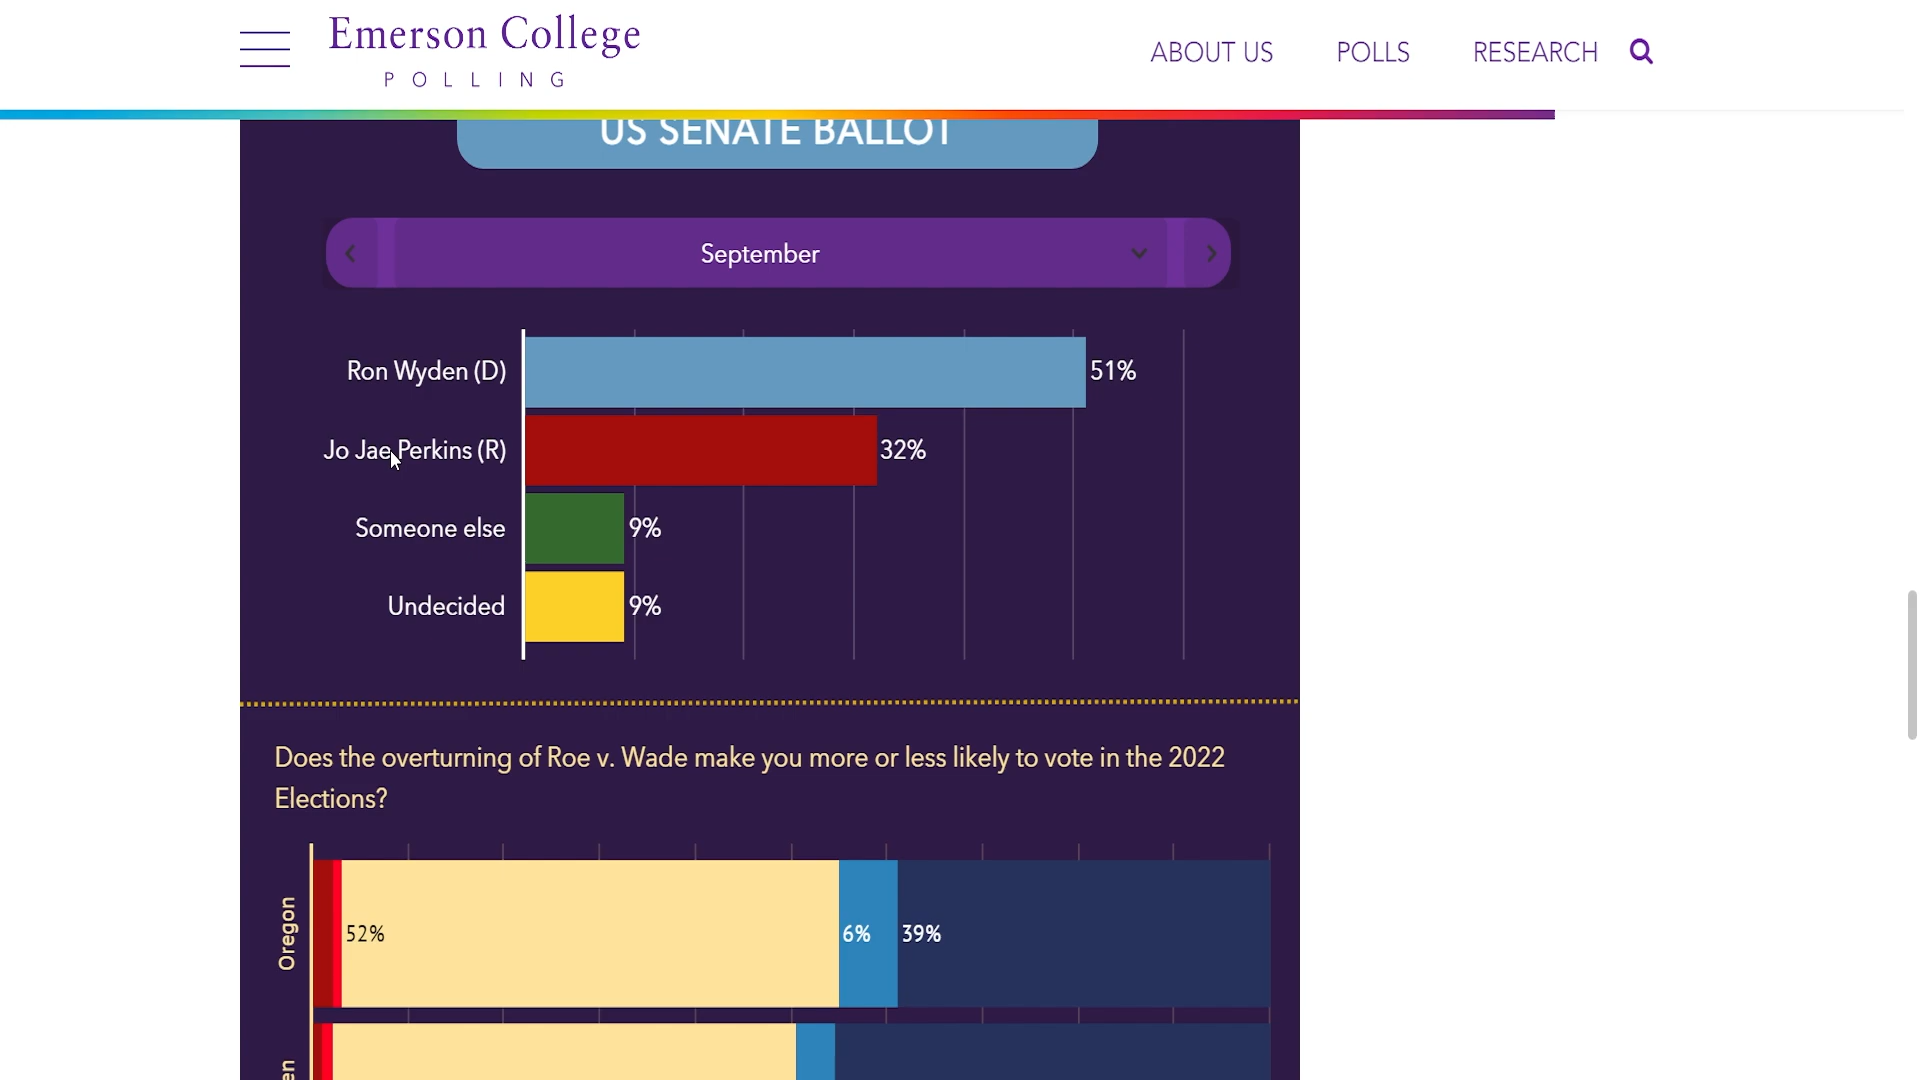 Emerson College
POLLING
ABOUT US
POLLS
RESEARCH
US SENATE BALLOT
September
Ron Wyden (D)
51%
Jo Jae Perkins (R)
32%
Someone else
9%
Undecided
9%
Does the overturning of Roe v. Wade make you more or less likely to vote in the 2022
Elections?
Oregon
52%
6%
39%
en